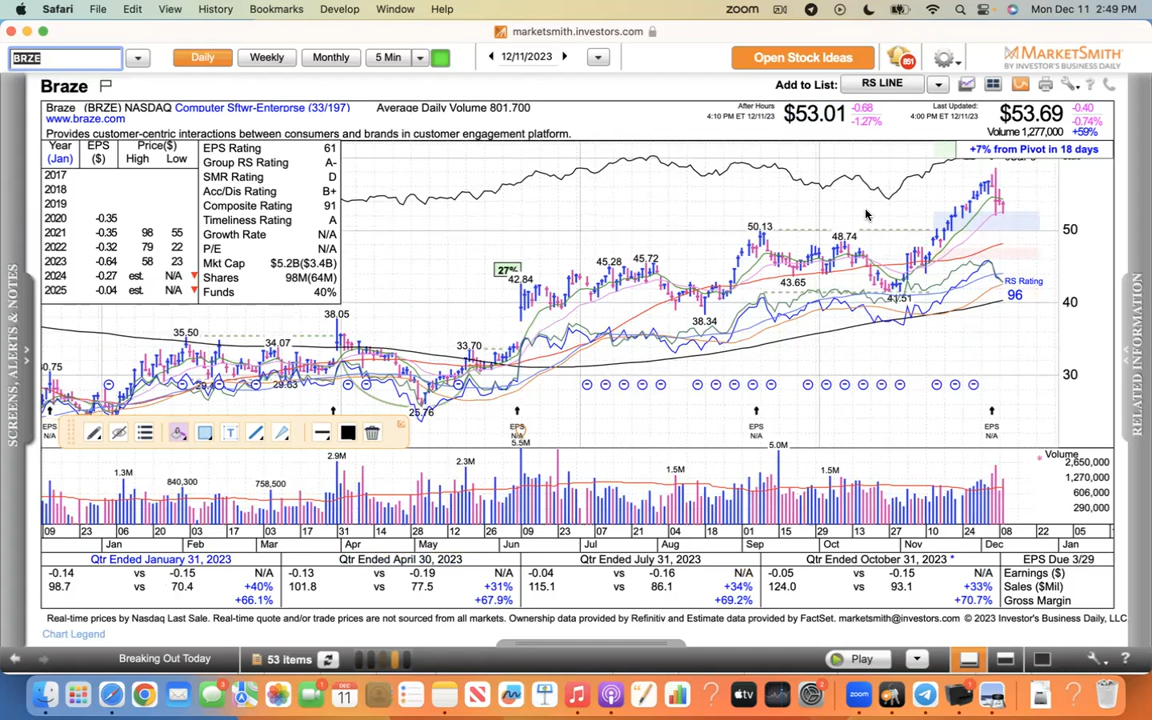 Safari File Edit View History Bookmarks Develop Window Help zoom Mon Dec 11 2:49 PM
marketsmith.investors.com
BRZE Daily Weekly Monthly 5 Min 12/11/2023 Open Stock Ideas 851 MARKETSMITH
BY INVESTOR'S BUSINESS DAILY
Braze Add to List: RS LINE
Braze (BRZE) NASDAQ Computer Sftwr-Enterprise (33/197) Average Daily Volume 801,700
www.braze.com
Provides customer-centric interactions between consumers and brands in customer engagement platform.
After Hours
4:10 PM ET 12/11/23
$53.01 -0.68
-1.27%
Last Updated:
4:00 PM ET 12/11/23
$53.69 -0.40
-0.74%
Volume 1,277,000 +59%
+7% from Pivot in 18 days
Year EPS Price($)
(Jan) ($) High Low
2017
2018
2019
2020 -0.35
2021 -0.35 98 55
2022 -0.32 79 22
2023 -0.64 58 23
2024 -0.27 est. N/A
2025 -0.04 est. N/A
EPS Rating 61
Group RS Rating A-
SMR Rating D
Acc/Dis Rating B+
Composite Rating 91
Timeliness Rating A
Growth Rate N/A
P/E N/A
Mkt Cap $5.2B($3.4B)
Shares 98M(64M)
Funds 40%
50
40
30
50.13
48.74
45.28
45.72
43.65
41.51
27%
42.84
38.34
38.05
35.50
34.07
33.70
30.75
29.63
25.76
RS Rating
96
EPS
N/A
EPS
N/A
EPS
N/A
EPS
N/A
EPS
N/A
5.5M
5.0M
2.9M
2.3M
1.3M
840,300
758,500
1.5M
1.5M
* Volume
2,650,000
1,270,000
606,000
290,000
09 23 06 20 03 17 03 17 31 14 28 12 26 09 23 07 21 04 18 01 15 29 13 27 10 24 08 22 05
Jan Feb Mar Apr May Jun Jul Aug Sep Oct Nov Dec Jan
Qtr Ended January 31, 2023 Qtr Ended April 30, 2023 Qtr Ended July 31, 2023 Qtr Ended October 31, 2023 * EPS Due 3/29
-0.14 vs -0.15 N/A -0.13 vs -0.19 N/A -0.04 vs -0.16 N/A -0.05 vs -0.15 N/A Earnings ($)
98.7 vs 70.4 +40% 101.8 vs 77.5 +31% 115.1 vs 86.1 +34% 124.0 vs 93.1 +33% Sales ($Mil)
+66.1% +67.9% +69.2% +70.7% Gross Margin
Real-time prices by Nasdaq Last Sale. Real-time quote and/or trade prices are not sourced from all markets. Ownership data provided by Refinitiv and Estimate data provided by FactSet. marketsmith@investors.com © 2023 Investor's Business Daily, LLC
Chart Legend
SCREENS, ALERTS & NOTES
RELATED INFORMATION
Breaking Out Today 53 items Play
DEC
11
tv